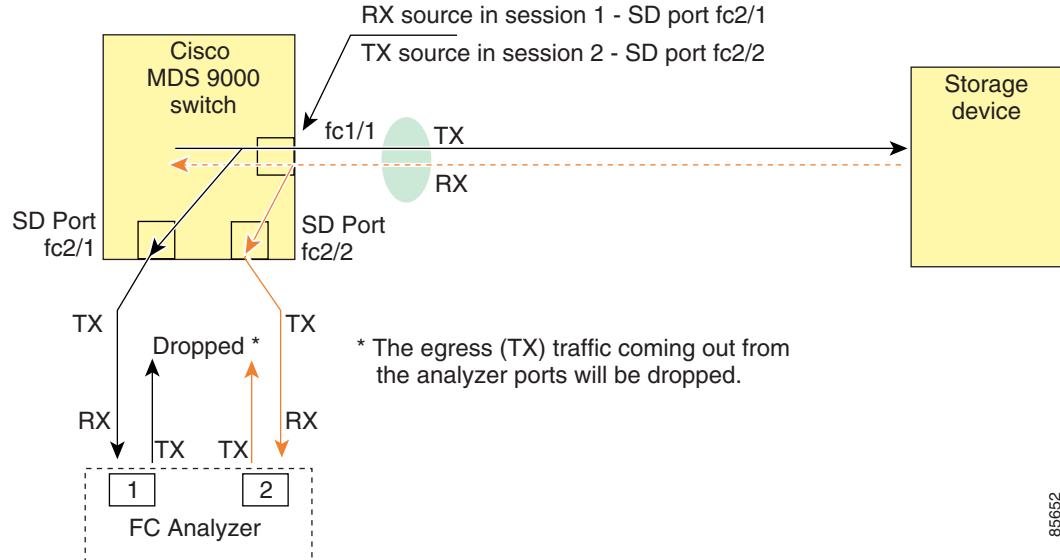 RX source in session 1 - SD port fc2/1
TX source in session 2 - SD port fc2/2
Cisco
MDS 9000
switch
Storage
device
fc1/1
TX
RX
SD Port
fc2/1
SD Port
fc2/2
TX
TX
Dropped *
* The egress (TX) traffic coming out from
the analyzer ports will be dropped.
RX
TX
TX
RX
1
2
FC Analyzer
85652